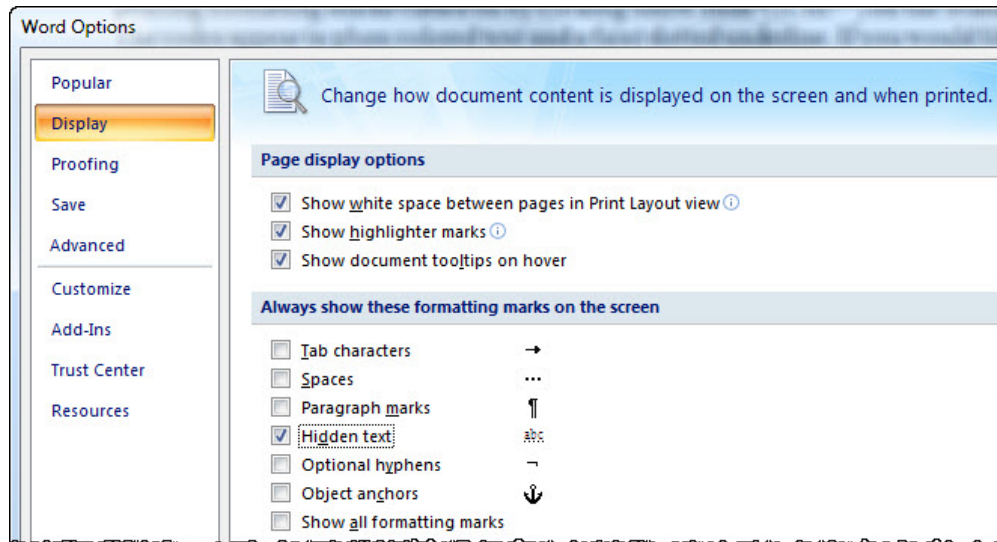 Word Options
Popular
Display
Proofing
Save
Advanced
Customize
Add-Ins
Trust Center
Resources
Change how document content is displayed on the screen and when printed.
Page display options
Show white space between pages in Print Layout view
Show highlighter marks
Show document tooltips on hover
Always show these formatting marks on the screen
Tab characters →
Spaces ...
Paragraph marks ¶
Hidden text abc
Optional hyphens ¬
Object anchors ⚓
Show all formatting marks